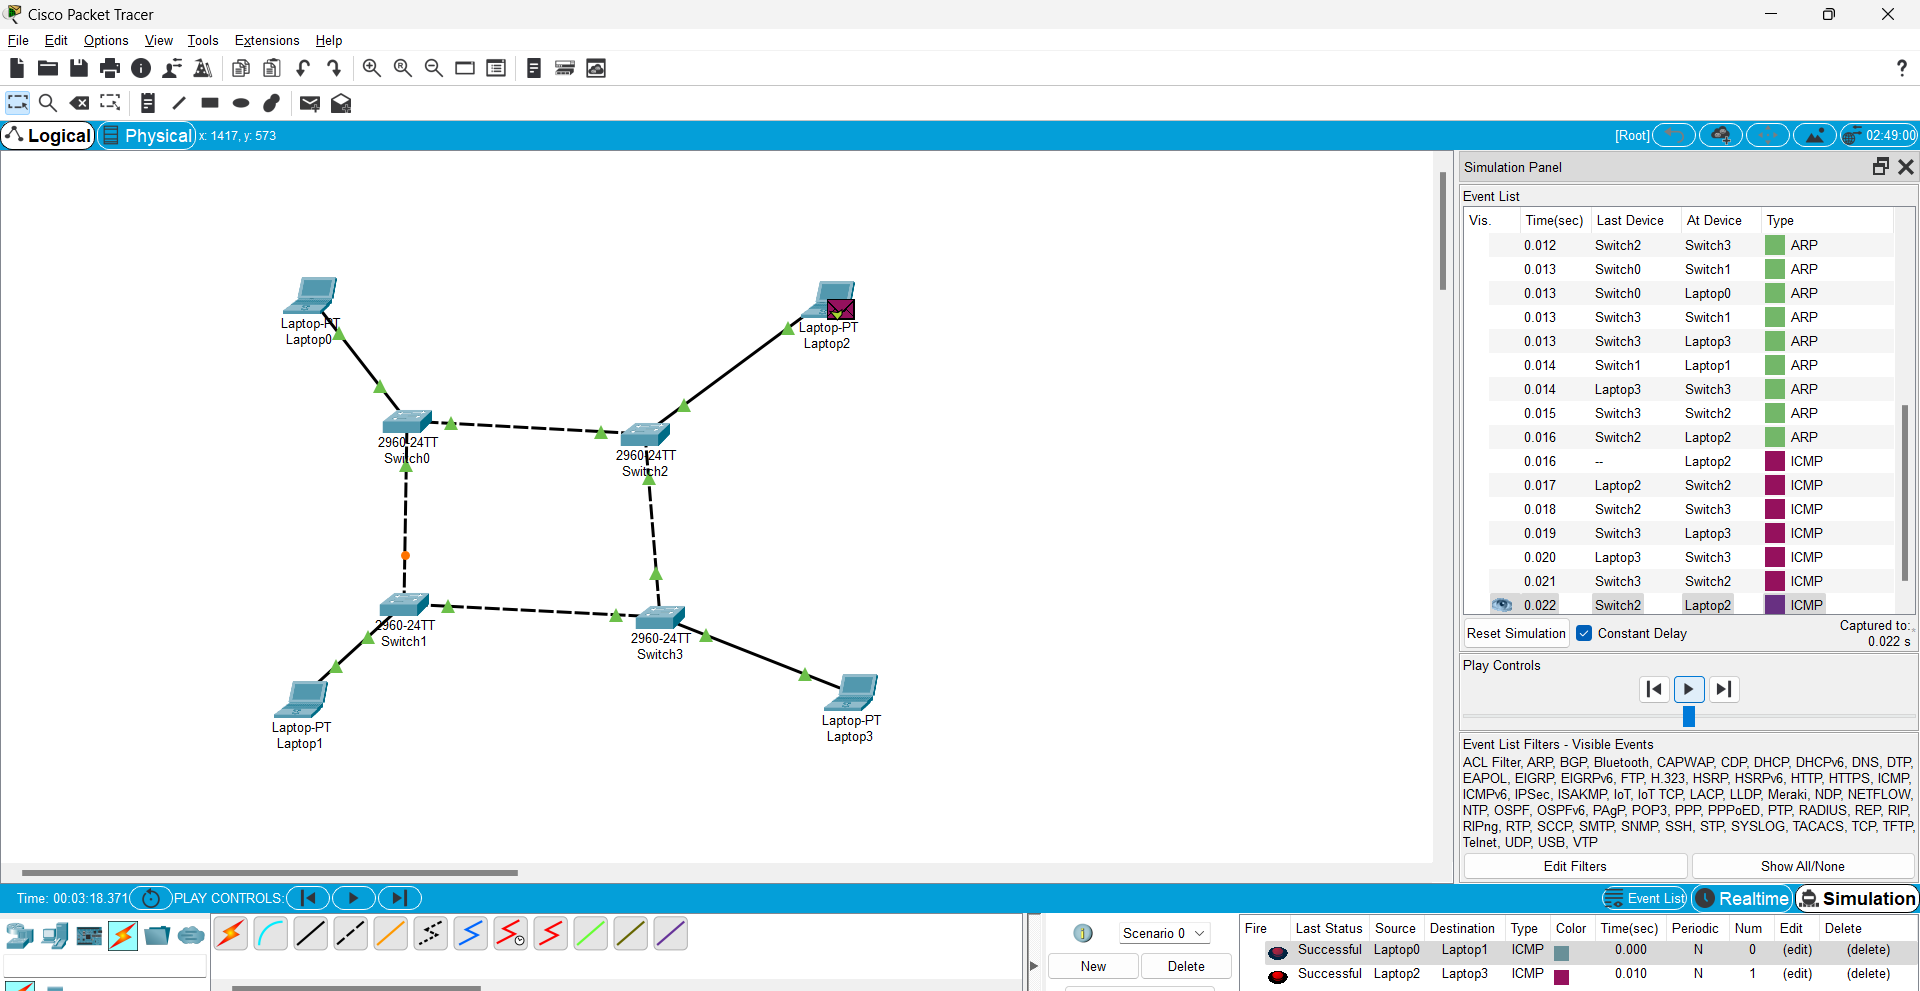 Cisco Packet Tracer
File Edit Options View Tools Extensions Help
Logical Physical x: 1417, y: 573 [Root] 02:49:00
Simulation Panel
Event List
Vis. Time(sec) Last Device At Device Type
0.012 Switch2 Switch3 ARP
0.013 Switch0 Switch1 ARP
0.013 Switch0 Laptop0 ARP
0.013 Switch3 Switch1 ARP
0.013 Switch3 Laptop3 ARP
0.014 Switch1 Laptop1 ARP
0.014 Laptop3 Switch3 ARP
0.015 Switch3 Switch2 ARP
0.016 Switch2 Laptop2 ARP
0.016 -- Laptop2 ICMP
0.017 Laptop2 Switch2 ICMP
0.018 Switch2 Switch3 ICMP
0.019 Switch3 Laptop3 ICMP
0.020 Laptop3 Switch3 ICMP
0.021 Switch3 Switch2 ICMP
0.022 Switch2 Laptop2 ICMP
Reset Simulation Constant Delay Captured to:
0.022 s
Play Controls
Event List Filters - Visible Events
ACL Filter, ARP, BGP, Bluetooth, CAPWAP, CDP, DHCP, DHCPv6, DNS, DTP,
EAPOL, EIGRP, EIGRPv6, FTP, H.323, HSRP, HSRPv6, HTTP, HTTPS, ICMP,
ICMPv6, IPSec, ISAKMP, IoT, IoT TCP, LACP, LLDP, Meraki, NDP, NETFLOW,
NTP, OSPF, OSPFv6, PAgP, POP3, PPP, PPPoED, PTP, RADIUS, REP, RIP,
RIPng, RTP, SCCP, SMTP, SNMP, SSH, STP, SYSLOG, TACACS, TCP, TFTP,
Telnet, UDP, USB, VTP
Edit Filters Show All/None
Laptop-PT
Laptop0
Laptop-PT
Laptop2
2960-24TT
Switch0
2960-24TT
Switch2
2960-24TT
Switch1
2960-24TT
Switch3
Laptop-PT
Laptop1
Laptop-PT
Laptop3
Time: 00:03:18.371 PLAY CONTROLS: Event List Realtime Simulation
1 Scenario 0
New Delete
Fire Last Status Source Destination Type Color Time(sec) Periodic Num Edit Delete
Successful Laptop0 Laptop1 ICMP 0.000 N 0 (edit) (delete)
Successful Laptop2 Laptop3 ICMP 0.010 N 1 (edit) (delete)